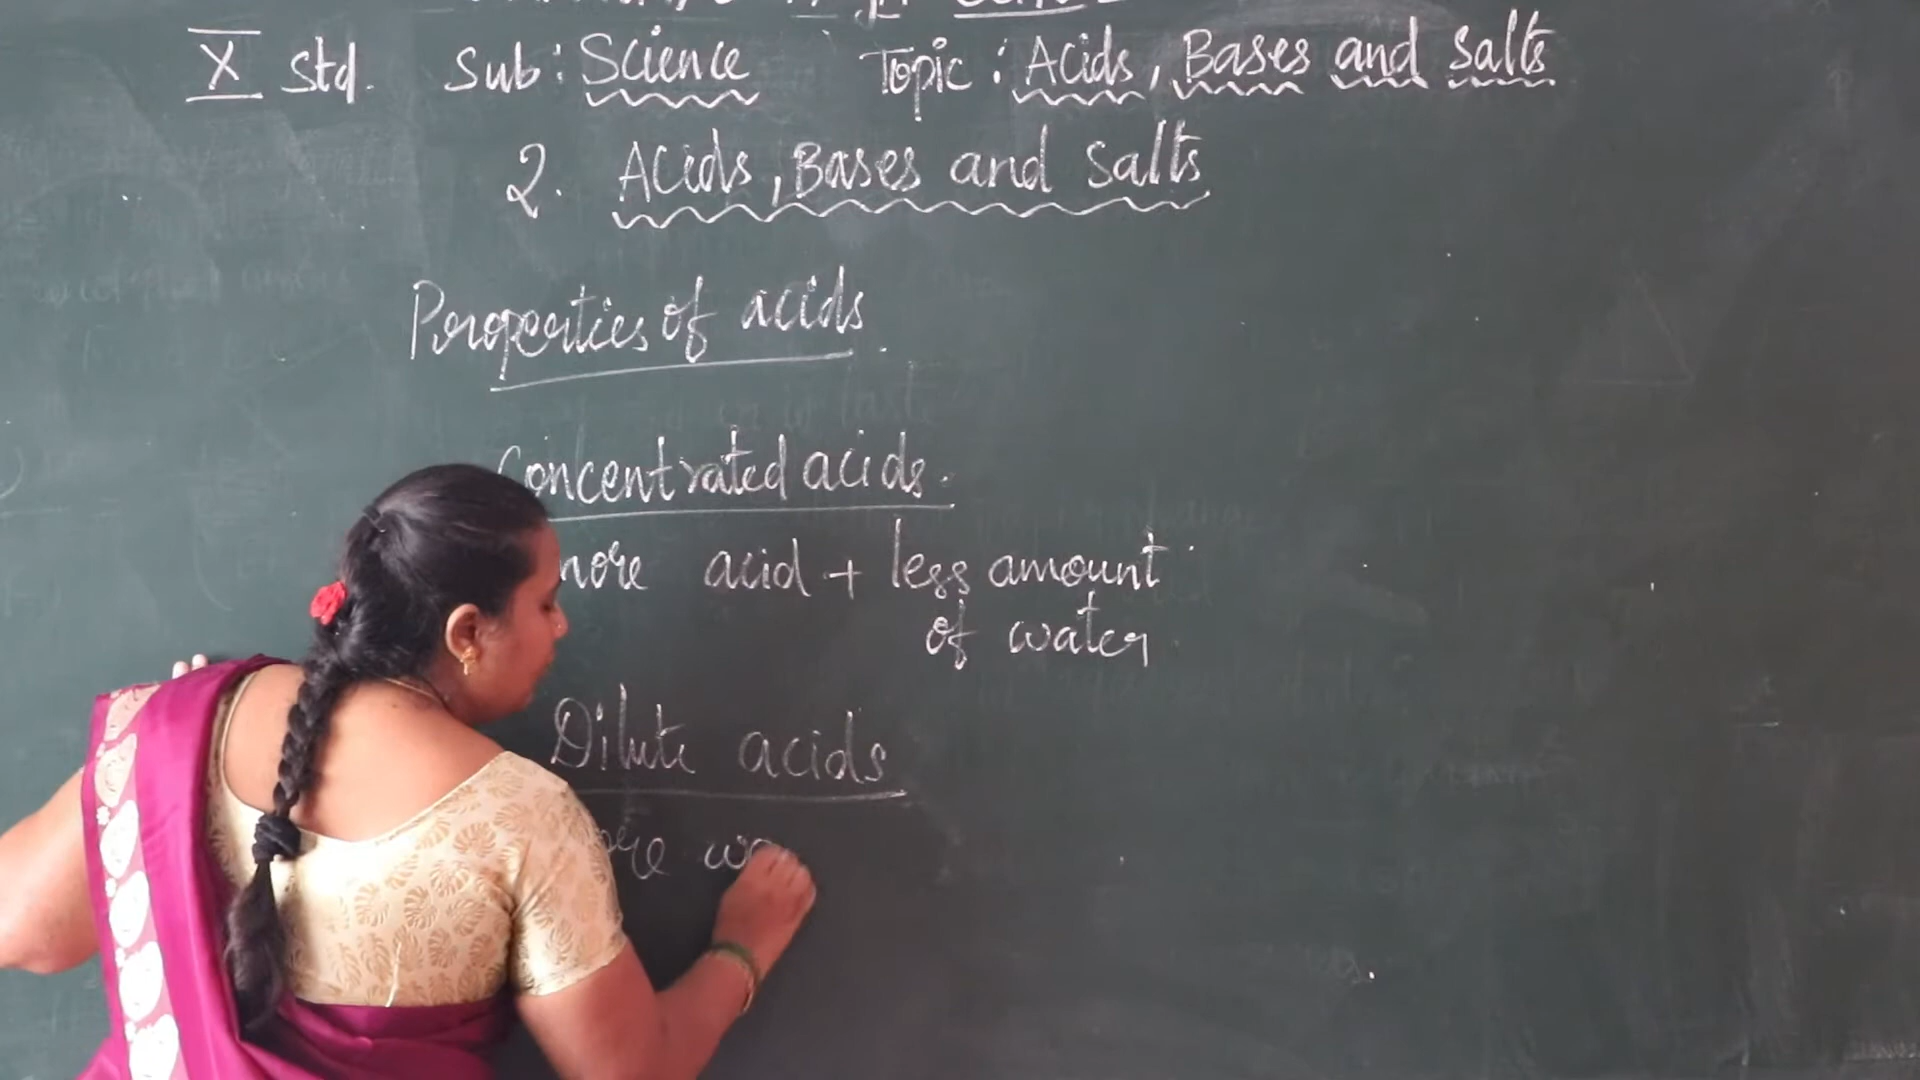 X Std. Sub: Science Topic: Acids, Bases and Salts
2. Acids, Bases and Salts
Properties of acids.
Concentrated acids.
more acid + less amount
of water
Dilute acids